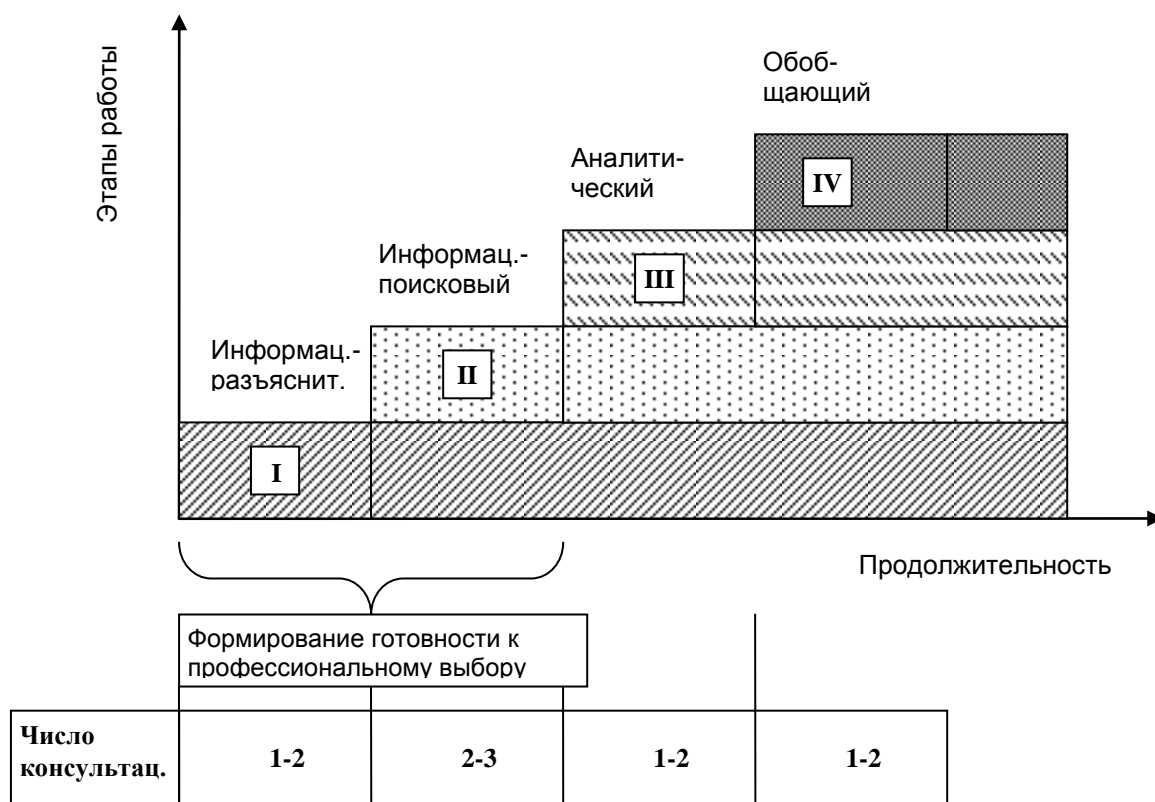 Этапы работы
Обоб-
щающий
Аналити-
ческий
IV
Информац.-
поисковый
III
Информац.-
разъяснит.
II
I
Продолжительность
Формирование готовности к
профессиональному выбору
Число
консультац.
1-2
2-3
1-2
1-2